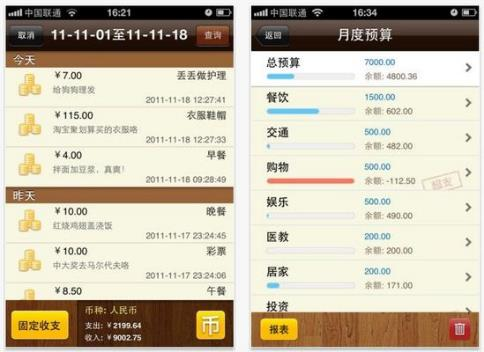 中国联通
16:21
取消
11-11-01至11-11-18
查询
今天
￥7.00
丢丢做护理
给狗狗理发
2011-11-18 12:27:41
￥115.00
衣服鞋帽
淘宝聚划算买的衣服咯
2011-11-18 12:27:33
￥4.00
早餐
拌面加豆浆，真爽！
2011-11-18 09:28:49
昨天
￥10.00
晚餐
红烧鸡翅盖浇饭
2011-11-17 23:24:06
￥10.00
彩票
中大奖去马尔代夫咯
2011-11-17 23:24:06
￥8.50
午餐
固定收支
币种: 人民币
支出: ￥2199.64
收入: ￥9002.75
币
中国联通
16:34
返回
月度预算
总预算
7000.00
余额: 4800.36
餐饮
1500.00
余额: 602.00
交通
500.00
余额: 482.00
购物
500.00
余额: -112.50
超支
娱乐
500.00
余额: 490.00
医教
200.00
余额: 200.00
居家
200.00
余额: 171.00
投资
报表